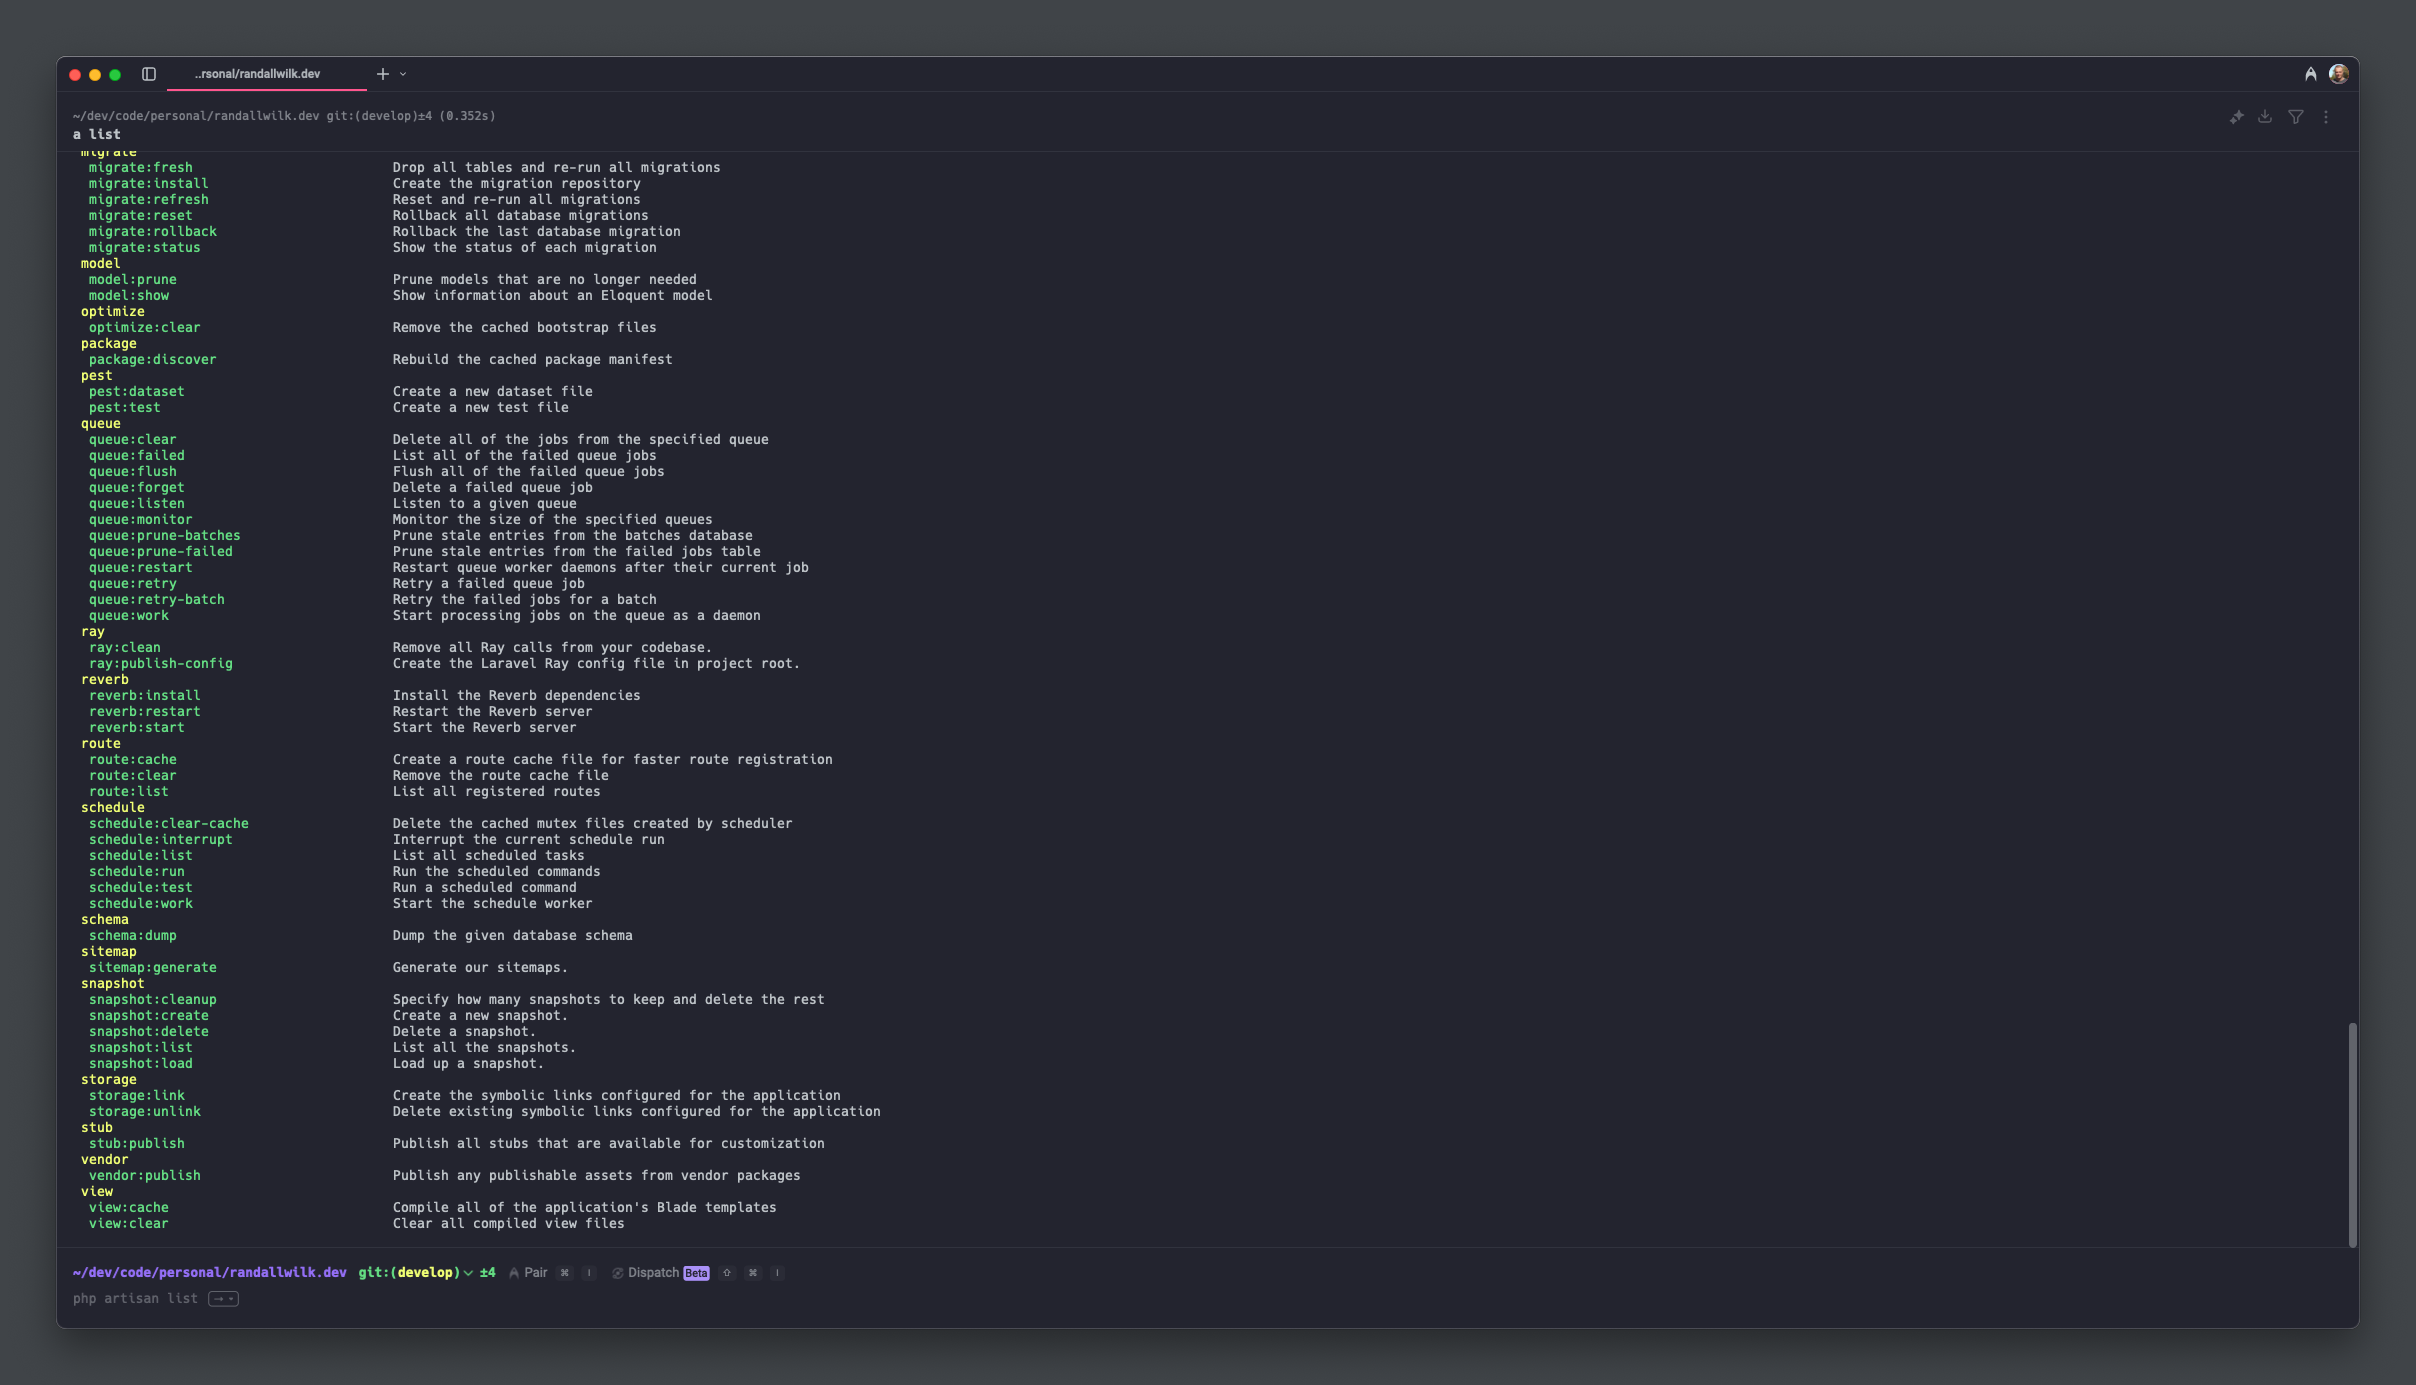 ..rsonal/randallwilk.dev
~/dev/code/personal/randallwilk.dev git:(develop)±4 (0.352s)
a list
migrate
migrate:fresh Drop all tables and re-run all migrations
migrate:install Create the migration repository
migrate:refresh Reset and re-run all migrations
migrate:reset Rollback all database migrations
migrate:rollback Rollback the last database migration
migrate:status Show the status of each migration
model
model:prune Prune models that are no longer needed
model:show Show information about an Eloquent model
optimize
optimize:clear Remove the cached bootstrap files
package
package:discover Rebuild the cached package manifest
pest
pest:dataset Create a new dataset file
pest:test Create a new test file
queue
queue:clear Delete all of the jobs from the specified queue
queue:failed List all of the failed queue jobs
queue:flush Flush all of the failed queue jobs
queue:forget Delete a failed queue job
queue:listen Listen to a given queue
queue:monitor Monitor the size of the specified queues
queue:prune-batches Prune stale entries from the batches database
queue:prune-failed Prune stale entries from the failed jobs table
queue:restart Restart queue worker daemons after their current job
queue:retry Retry a failed queue job
queue:retry-batch Retry the failed jobs for a batch
queue:work Start processing jobs on the queue as a daemon
ray
ray:clean Remove all Ray calls from your codebase.
ray:publish-config Create the Laravel Ray config file in project root.
reverb
reverb:install Install the Reverb dependencies
reverb:restart Restart the Reverb server
reverb:start Start the Reverb server
route
route:cache Create a route cache file for faster route registration
route:clear Remove the route cache file
route:list List all registered routes
schedule
schedule:clear-cache Delete the cached mutex files created by scheduler
schedule:interrupt Interrupt the current schedule run
schedule:list List all scheduled tasks
schedule:run Run the scheduled commands
schedule:test Run a scheduled command
schedule:work Start the schedule worker
schema
schema:dump Dump the given database schema
sitemap
sitemap:generate Generate our sitemaps.
snapshot
snapshot:cleanup Specify how many snapshots to keep and delete the rest
snapshot:create Create a new snapshot.
snapshot:delete Delete a snapshot.
snapshot:list List all the snapshots.
snapshot:load Load up a snapshot.
storage
storage:link Create the symbolic links configured for the application
storage:unlink Delete existing symbolic links configured for the application
stub
stub:publish Publish all stubs that are available for customization
vendor
vendor:publish Publish any publishable assets from vendor packages
view
view:cache Compile all of the application's Blade templates
view:clear Clear all compiled view files
~/dev/code/personal/randallwilk.dev git:(develop) ±4 Pair ⌘ I Dispatch Beta ⇧ ⌘ I
php artisan list →